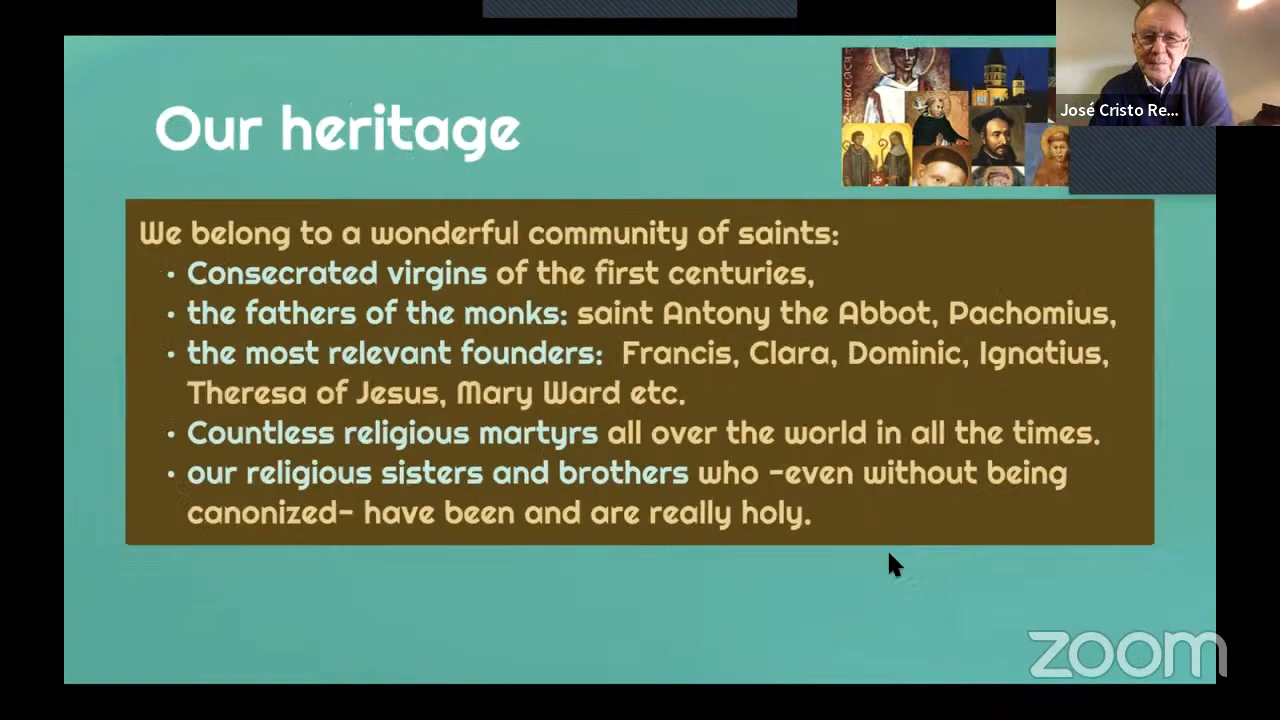 Our heritage
José Cristo Re...
We belong to a wonderful community of saints:
• Consecrated virgins of the first centuries,
• the fathers of the monks: saint Antony the Abbot, Pachomius,
• the most relevant founders: Francis, Clara, Dominic, Ignatius,
Theresa of Jesus, Mary Ward etc.
• Countless religious martyrs all over the world in all the times.
• our religious sisters and brothers who -even without being
canonized- have been and are really holy.
zoom